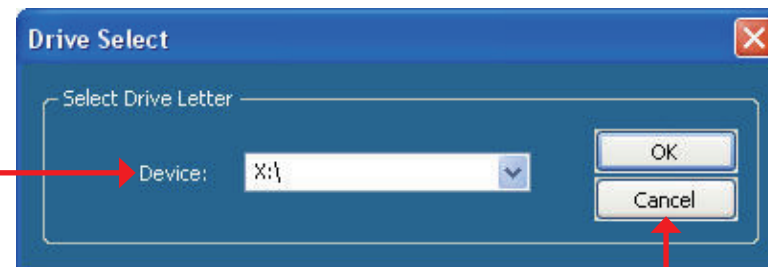 Drive Select
Select Drive Letter
Device: X:\
OK
Cancel